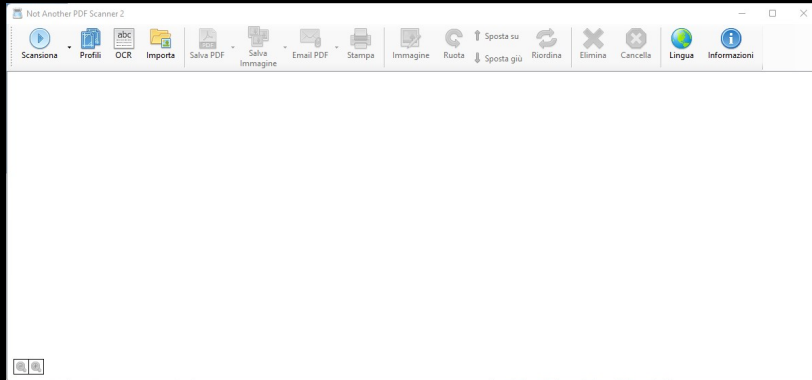 Not Another PDF Scanner 2
Scansiona
Profili
abc
OCR
Importa
Salva PDF
Salva
Immagine
Email PDF
Stampa
Immagine
Ruota
Sposta su
Sposta giù
Riordina
Elimina
Cancella
Lingua
Informazioni